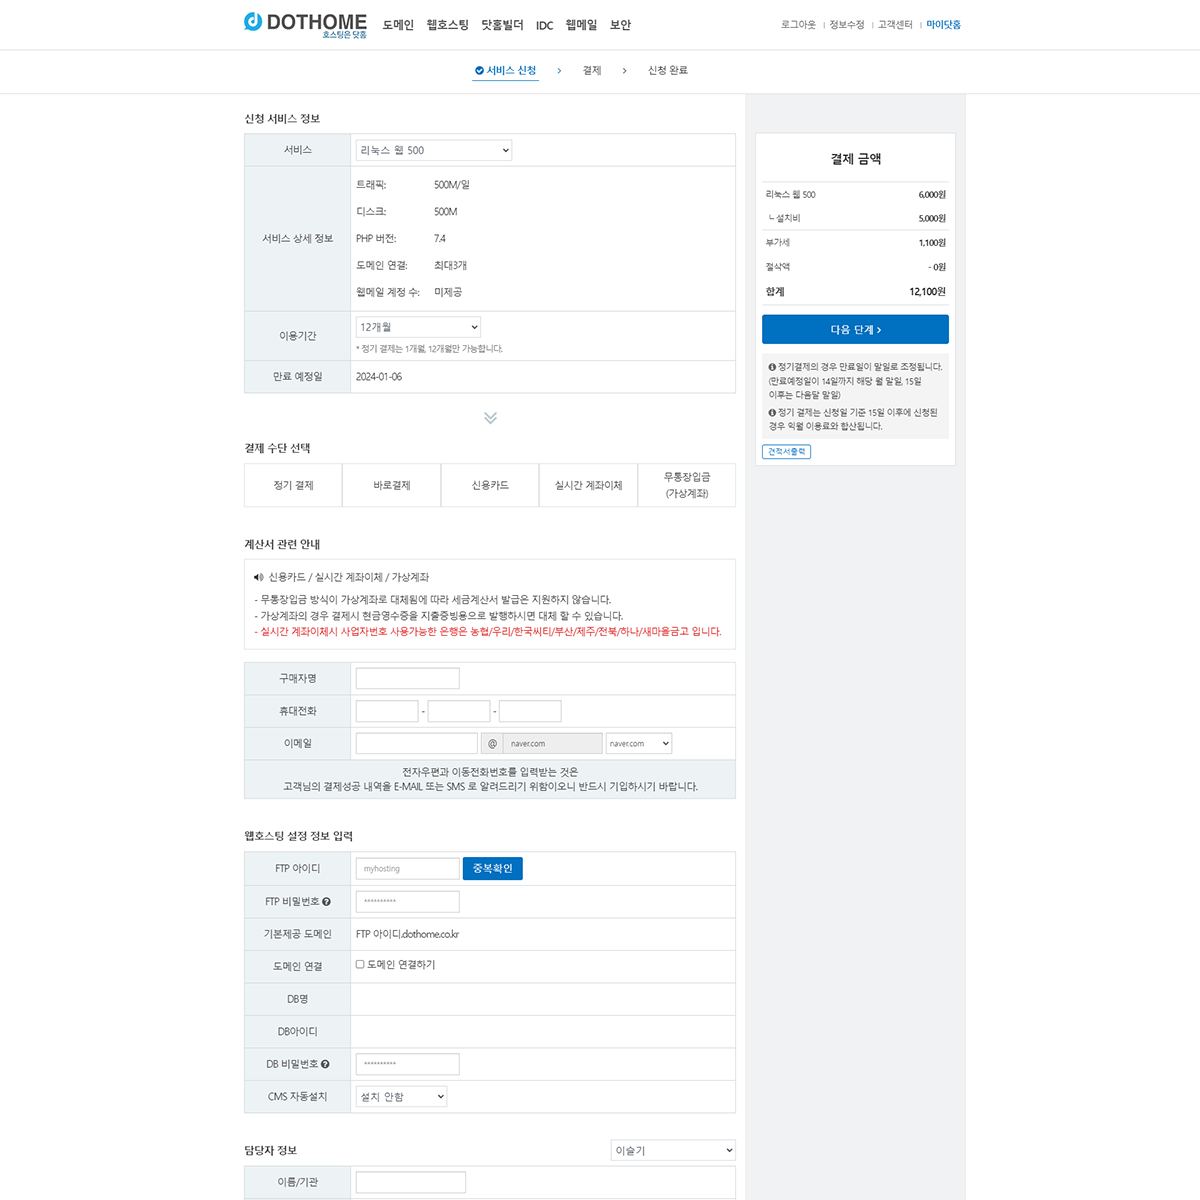 DOTHOME
호스팅은 닷홈
도메인 웹호스팅 닷홈빌더 IDC 웹메일 보안
로그아웃 | 정보수정 | 고객센터 | 마이닷홈
서비스 신청 > 결제 > 신청 완료
신청 서비스 정보
서비스 리눅스 웹 500
서비스 상세 정보
트래픽: 500M/일
디스크: 500M
PHP 버전: 7.4
도메인 연결: 최대3개
웹메일 계정 수: 미제공
이용기간 12개월
* 정기 결제는 1개월, 12개월만 가능합니다.
만료 예정일 2024-01-06
결제 수단 선택
정기 결제 바로결제 신용카드 실시간 계좌이체 무통장입금
(가상계좌)
계산서 관련 안내
신용카드 / 실시간 계좌이체 / 가상계좌
- 무통장입금 방식이 가상계좌로 대체됨에 따라 세금계산서 발급은 지원하지 않습니다.
- 가상계좌의 경우 결제시 현금영수증을 지출증빙용으로 발행하시면 대체 할 수 있습니다.
- 실시간 계좌이체시 사업자번호 사용가능한 은행은 농협/우리/한국씨티/부산/제주/전북/하나/새마을금고 입니다.
구매자명
휴대전화 - -
이메일 @ naver.com naver.com
전자우편과 이동전화번호를 입력받는 것은
고객님의 결제성공 내역을 E-MAIL 또는 SMS 로 알려드리기 위함이오니 반드시 기입하시기 바랍니다.
웹호스팅 설정 정보 입력
FTP 아이디 myhosting 중복확인
FTP 비밀번호 **********
기본제공 도메인 FTP 아이디.dothome.co.kr
도메인 연결 도메인 연결하기
DB명
DB아이디
DB 비밀번호 **********
CMS 자동설치 설치 안함
담당자 정보 이슬기
이름/기관
결제 금액
리눅스 웹 500 6,000원
ㄴ설치비 5,000원
부가세 1,100원
절삭액 - 0원
합계 12,100원
다음 단계 >
정기결제의 경우 만료일이 말일로 조정됩니다.
(만료예정일이 14일까지 해당 월 말일, 15일
이후는 다음달 말일)
정기 결제는 신청일 기준 15일 이후에 신청된
경우 익월 이용료와 합산됩니다.
견적서출력